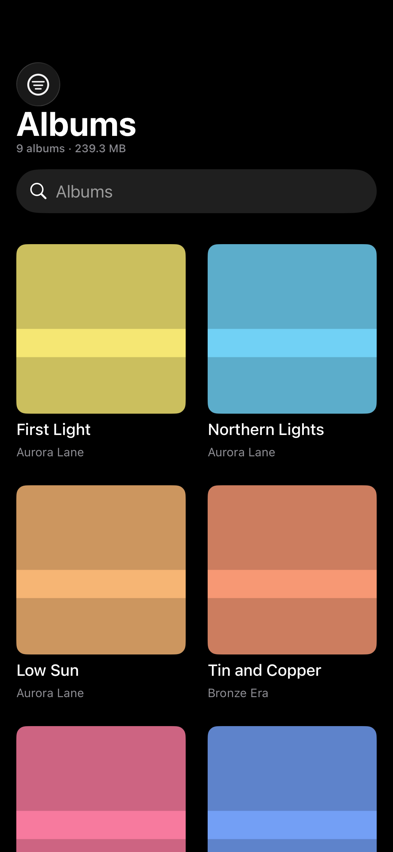 Albums
9 albums · 239.3 MB
Albums
First Light
Northern Lights
Aurora Lane
Aurora Lane
Low Sun
Tin and Copper
Aurora Lane
Bronze Era